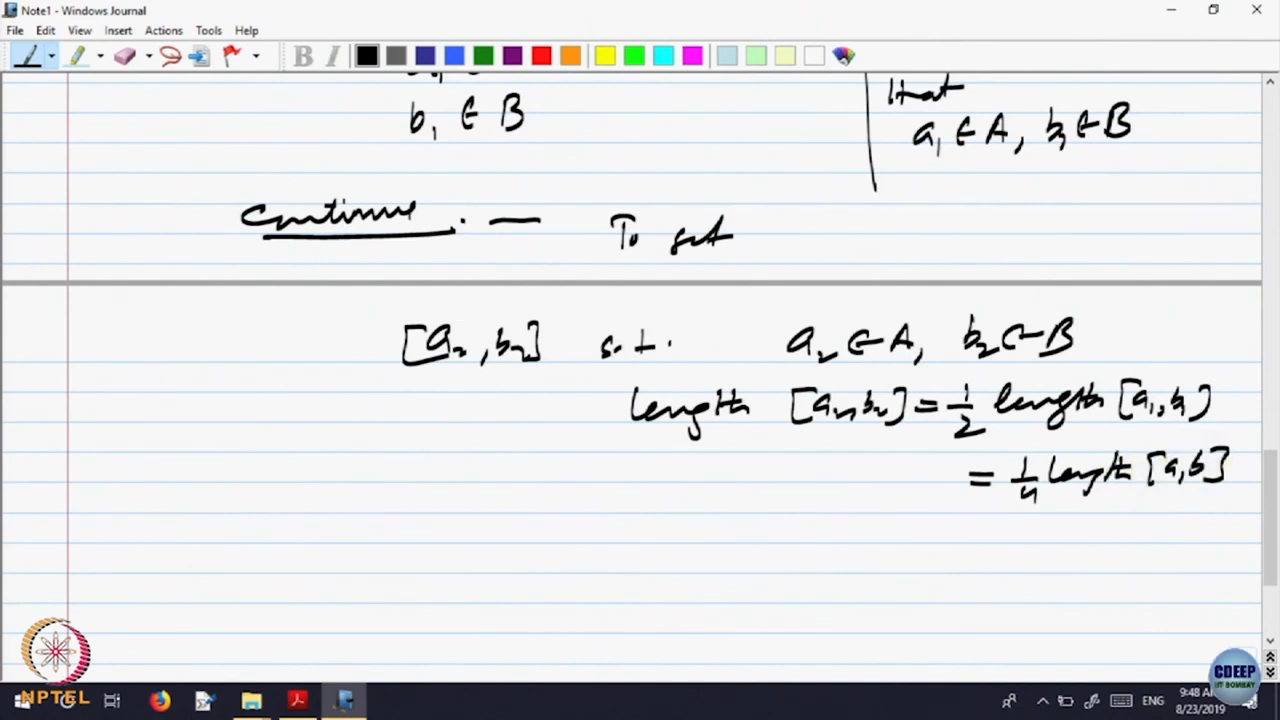 Note1 - Windows Journal
File Edit View Insert Actions Tools Help
b₁ ∈ B
that
a₁ ∈ A, b₁ ∈ B
Continue. — To get
[a₂, b₂] s.t. a₂ ∈ A, b₂ ∈ B
length [a₂, b₂] = 1/2 length [a₁, b₁]
= 1/4 length [a, b]
NPTEL
CDEEP
IIT BOMBAY
ENG
9:48 AM
8/23/2019